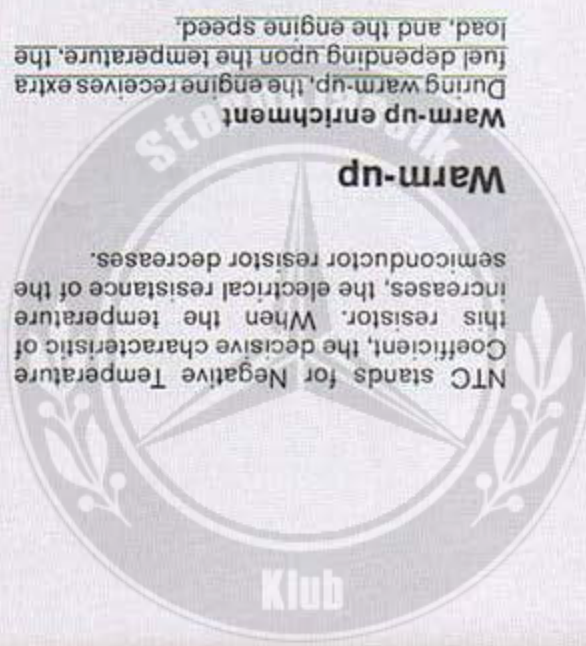 NTC stands for Negative Temperature
Coefficient, the decisive characteristic of
this resistor. When the temperature
increases, the electrical resistance of the
semiconductor resistor decreases.
Warm-up
Warm-up enrichment
During warm-up, the engine receives extra
fuel depending upon the temperature, the
load, and the engine speed.
Klub